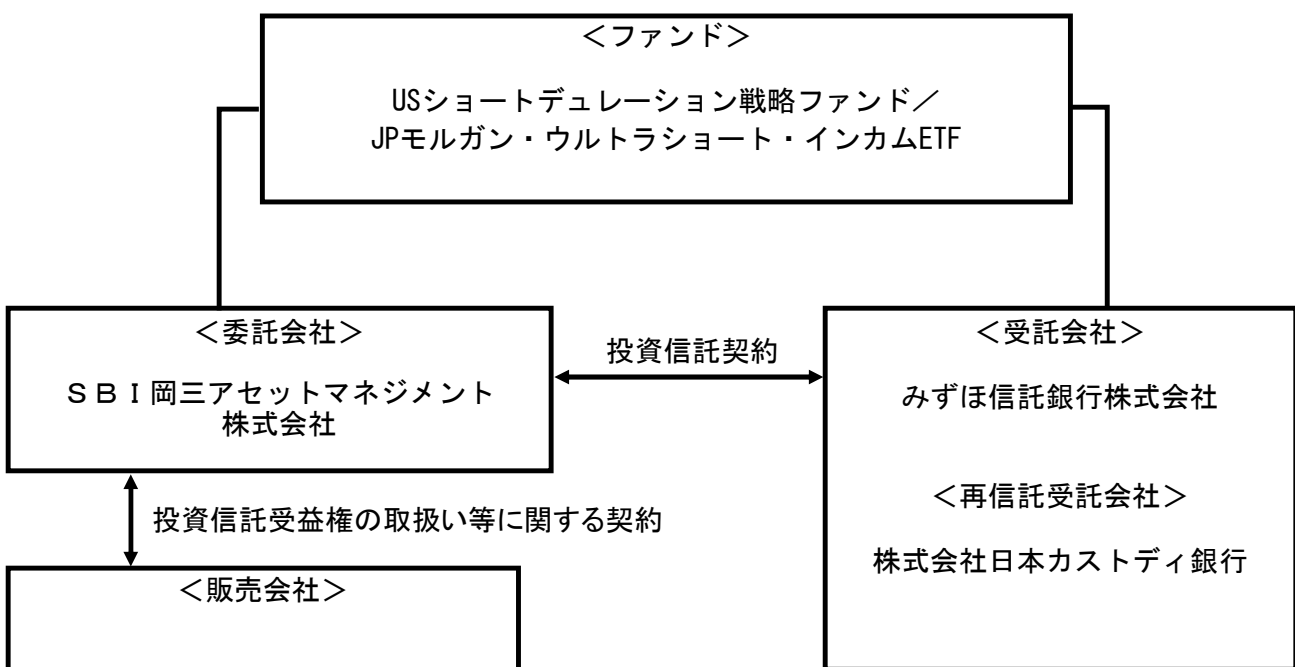 ＜ファンド＞
USショートデュレーション戦略ファンド／
JPモルガン・ウルトラショート・インカムETF
＜委託会社＞
ＳＢＩ岡三アセットマネジメント
株式会社
投資信託契約
＜受託会社＞
みずほ信託銀行株式会社
＜再信託受託会社＞
株式会社日本カストディ銀行
投資信託受益権の取扱い等に関する契約
＜販売会社＞